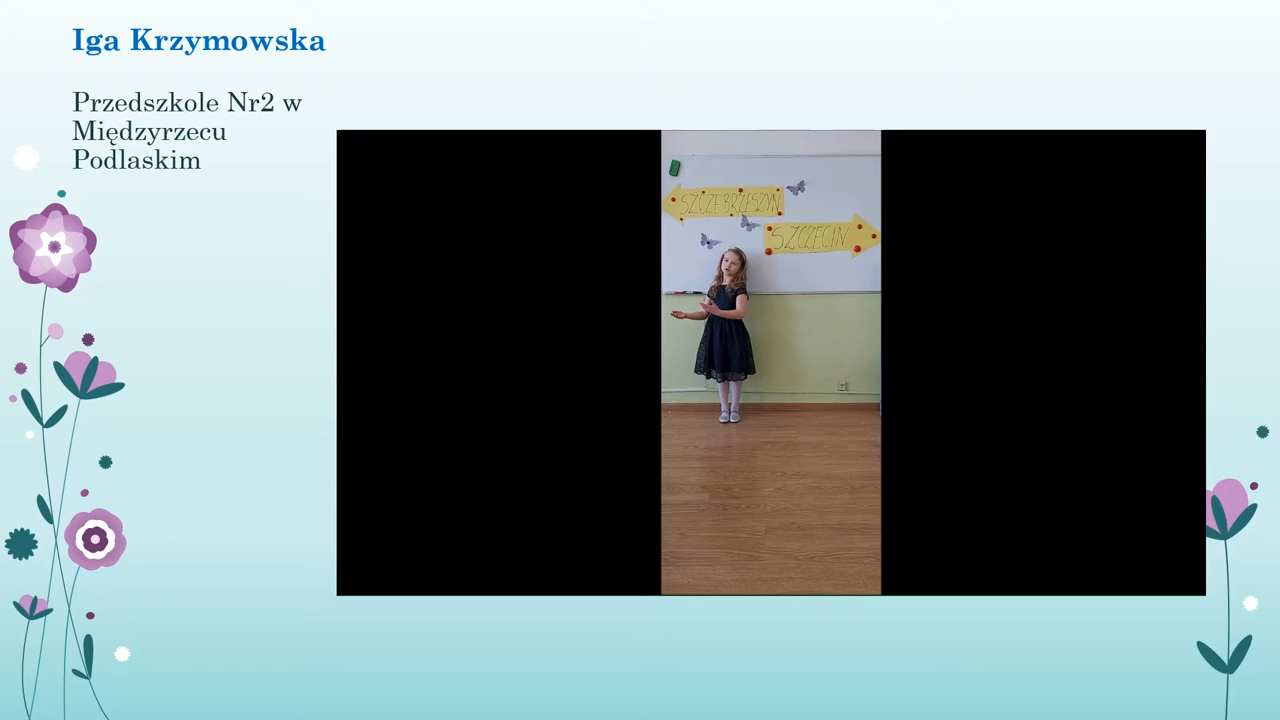 Iga Krzymowska
Przedszkole Nr2 w
Międzyrzecu
Podlaskim
SZCZEBRZESZYN
SZCZECIN